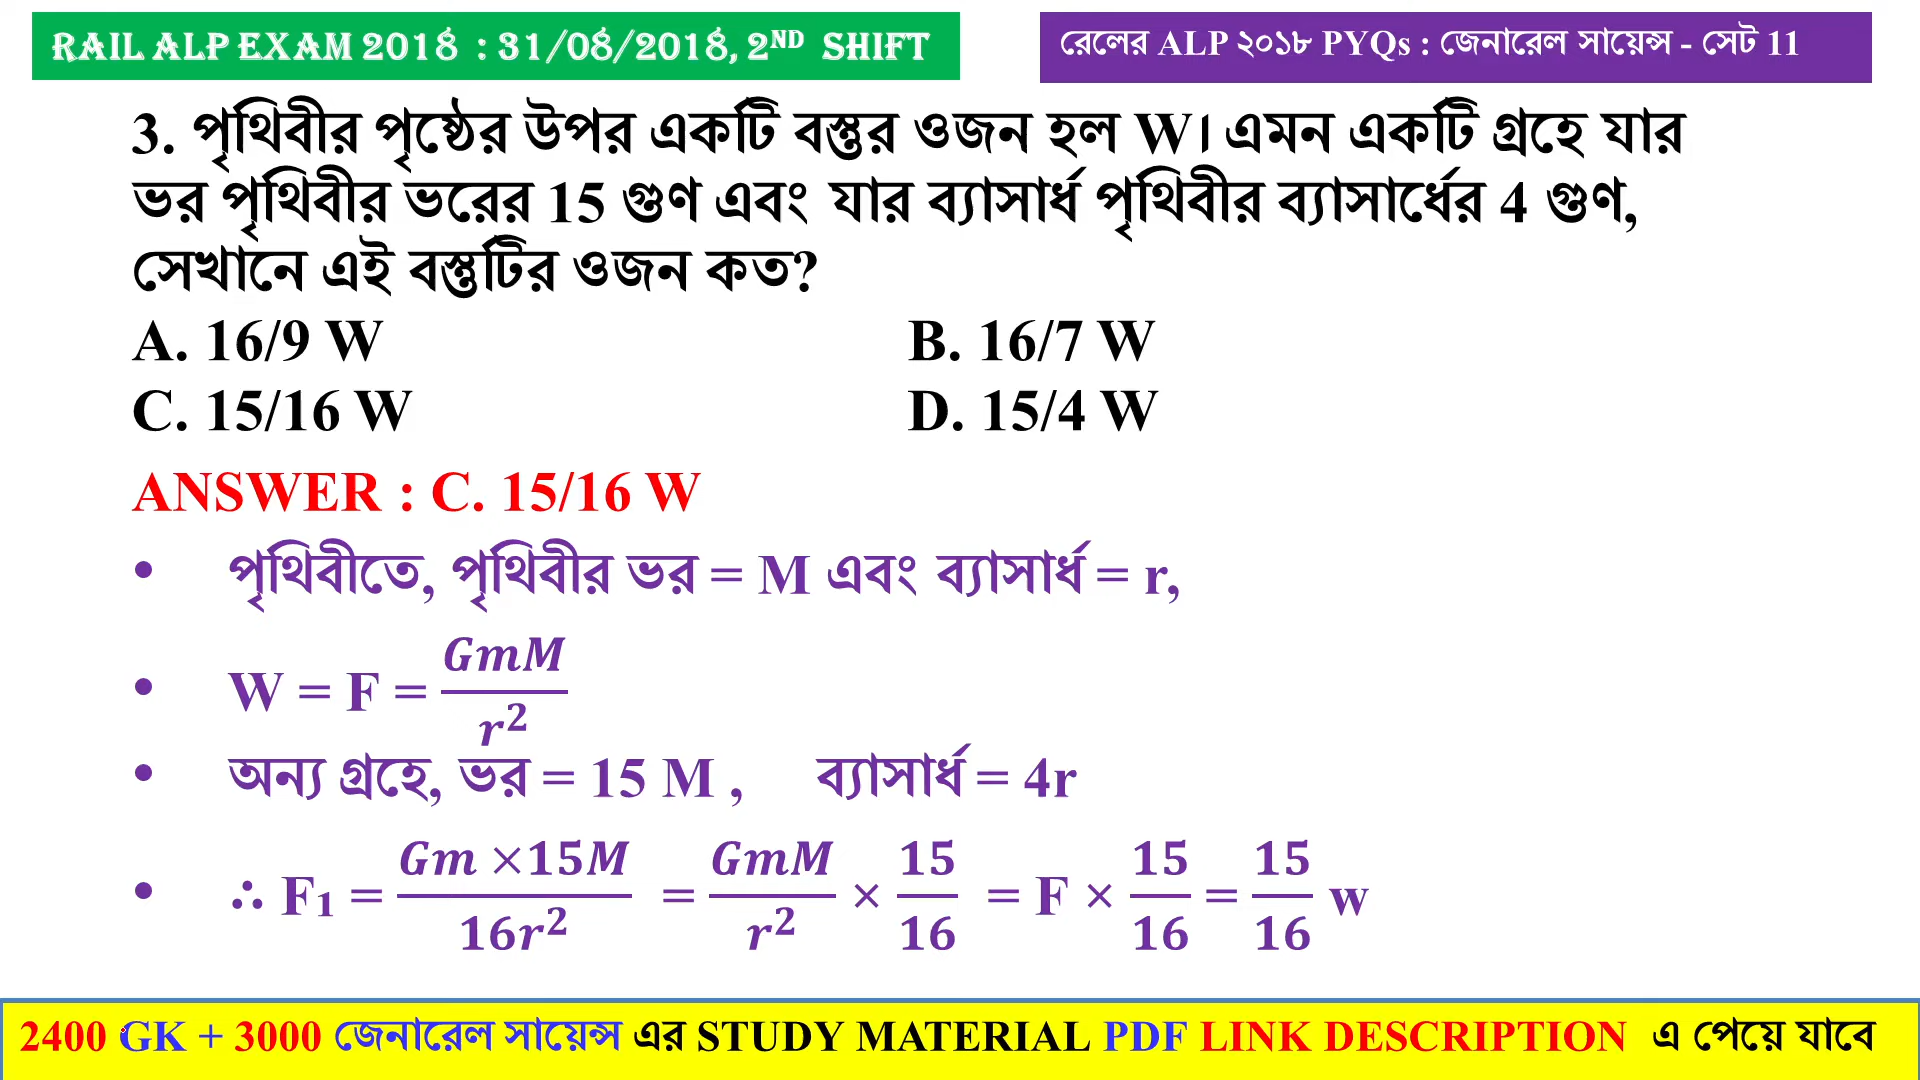 RAIL ALP EXAM 2018 : 31/08/2018, 2ND SHIFT
রেলের ALP ২০১৮ PYQs : জেনারেল সায়েন্স - সেট 11
3. পৃথিবীর পৃষ্ঠের উপর একটি বস্তুর ওজন হল W। এমন একটি গ্রহে যার
ভর পৃথিবীর ভরের 15 গুণ এবং যার ব্যাসার্ধ পৃথিবীর ব্যাসার্ধের 4 গুণ,
সেখানে এই বস্তুটির ওজন কত?
A. 16/9 W B. 16/7 W
C. 15/16 W D. 15/4 W
ANSWER : C. 15/16 W
• পৃথিবীতে, পৃথিবীর ভর = M এবং ব্যাসার্ধ = r,
• W = F = GmM/r²
• অন্য গ্রহে, ভর = 15 M , ব্যাসার্ধ = 4r
• ∴ F₁ = Gm ×15M/16r² = GmM/r² × 15/16 = F × 15/16 = 15/16 w
2400 GK + 3000 জেনারেল সায়েন্স এর STUDY MATERIAL PDF LINK DESCRIPTION এ পেয়ে যাবে